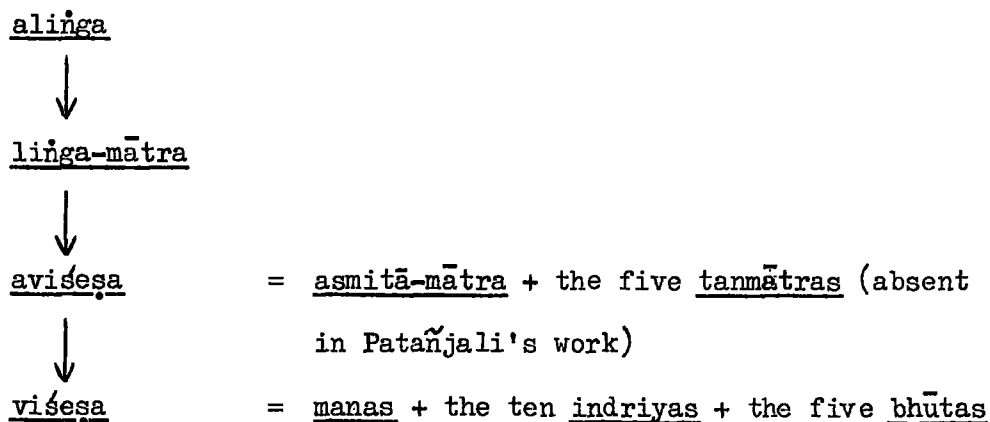 aliṅga
liṅga-mātra
aviśeṣa = asmitā-mātra + the five tanmātras (absent
in Patañjali's work)
viśeṣa = manas + the ten indriyas + the five bhūtas